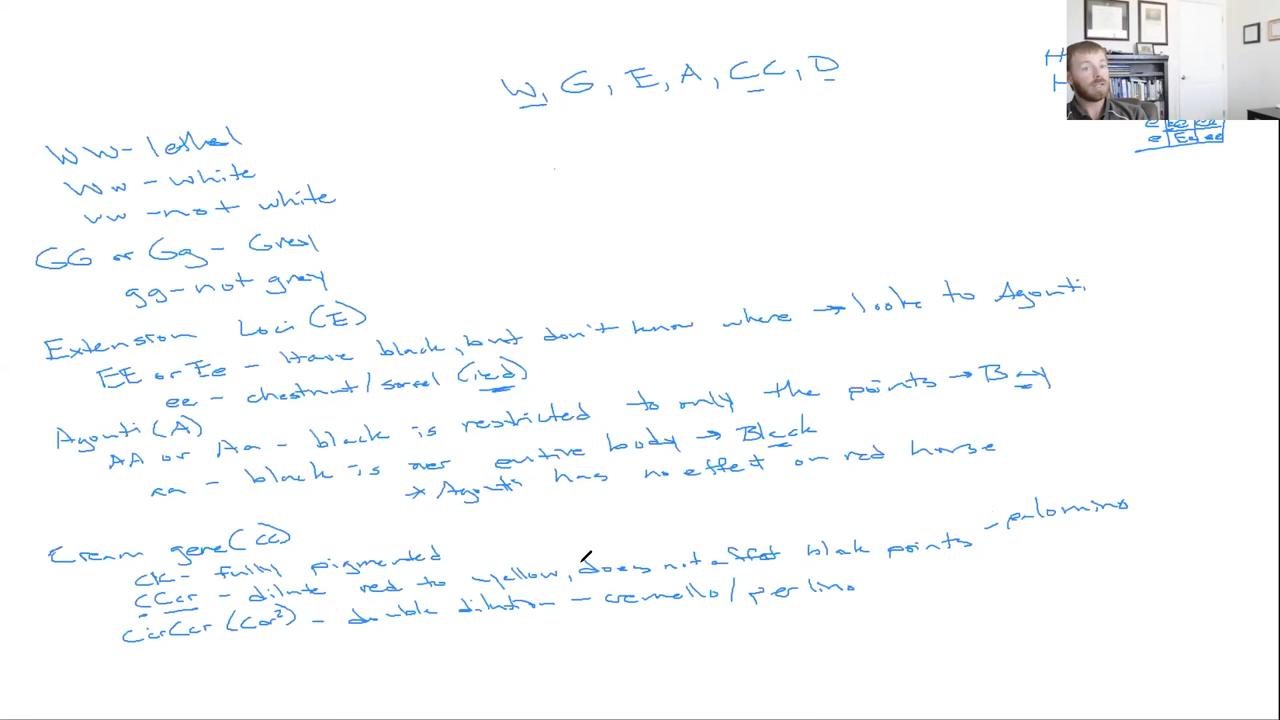 W, G, E, A, CC, D
H
H
e Ee ee
e Ee ee
WW - lethal
Ww - white
ww - not white
GG or Gg - Grey
gg - not grey
Extension Loci (E)
EE or Ee - Have black, but don't know where → look to Agouti
ee - chestnut/sorrel (red)
Agouti (A)
AA or Aa - black is restricted to only the points → Bay
aa - black is over entire body → Black
* Agouti has no effect on red horse
Cream gene (CC)
- fully pigmented
CCcr - dilute red to yellow, does not affect black points - palomino
CcrCcr - double dilution - cremello/perlino